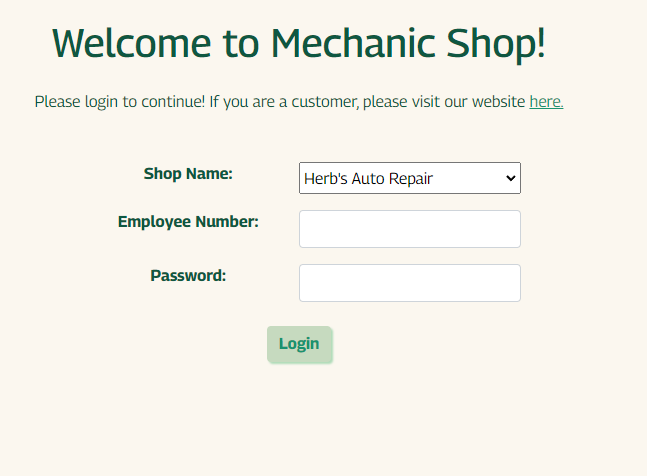 Welcome to Mechanic Shop!
Please login to continue! If you are a customer, please visit our website here.
Shop Name: Herb's Auto Repair
Employee Number:
Password:
Login